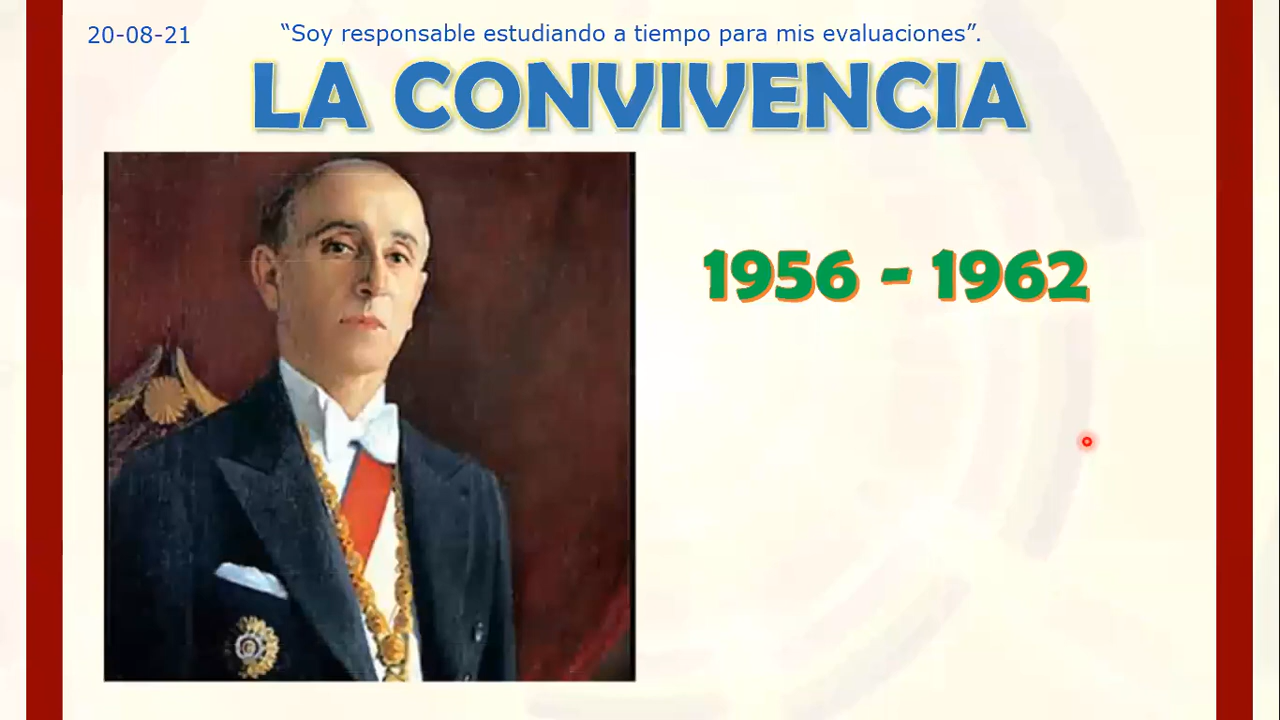 20-08-21
“Soy responsable estudiando a tiempo para mis evaluaciones”.
LA CONVIVENCIA
1956 - 1962